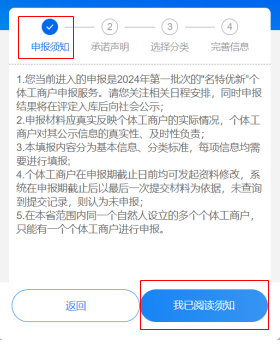 2 3 4
申报须知 承诺声明 选择分类 完善信息
1.您当前进入的申报是2024年第一批次的"名特优新"个
体工商户申报服务。请您关注相关日程安排，同时申报
结果将在评定入库后向社会公示；
2.申报材料应真实反映个体工商户的实际情况，个体工
商户对其公示信息的真实性、及时性负责；
3.本填报内容分为基本信息、分类标准，每项信息均需
要进行填报；
4.个体工商户在申报期截止日前均可发起资料修改，系
统在申报期截止后以最后一次提交材料为依据，未查询
到提交记录，则认为未申报；
5.在本省范围内同一个自然人设立的多个个体工商户，
只能有一个个体工商户进行申报。
返回 我已阅读须知